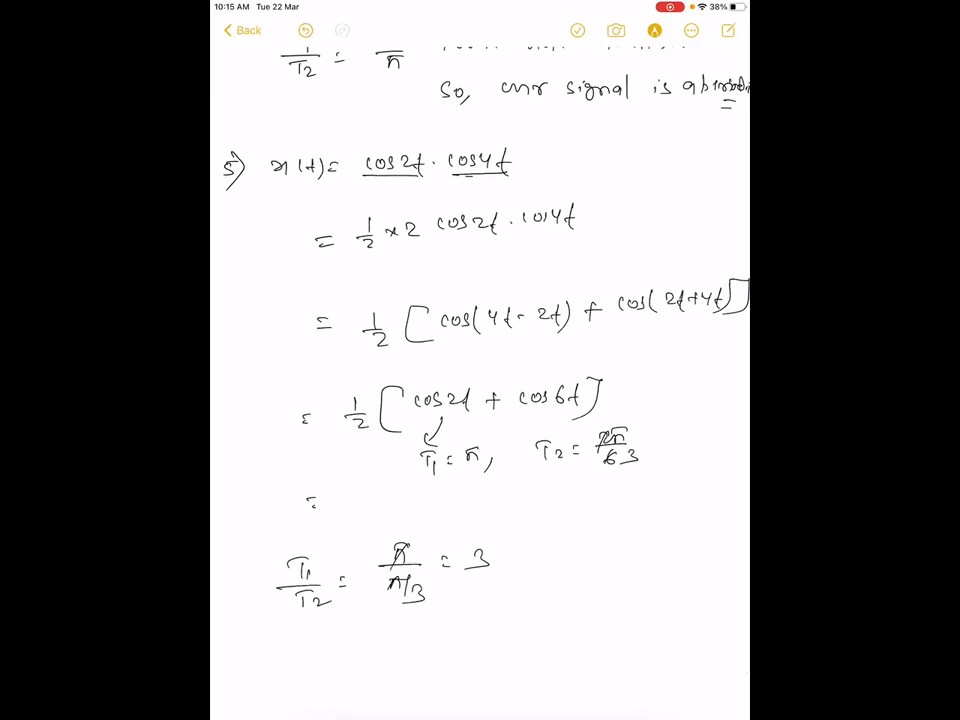 10:15 AM Tue 22 Mar 38%
Back
T2 = π
So, our signal is
5) x(t) = cos2t · cos4t
= 1/2 × 2 cos2t · cos4t
= 1/2 [cos(4t - 2t) + cos(2t+4t)]
= 1/2 [cos2t + cos6t]
T1 = π, T2 = 2π/6 3
=
T1/T2 = π/π/3 = 3